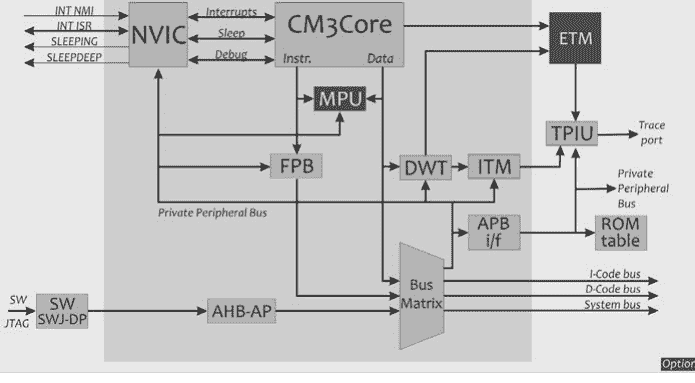 INT NMI
INT ISR
SLEEPING
SLEEPDEEP
NVIC
Interrupts
Sleep
Debug
CM3Core
Instr. Data
ETM
MPU
TPIU
Trace
port
FPB
DWT
ITM
Private
Peripheral
Bus
Private Peripheral Bus
APB
i/f
ROM
table
Bus
Matrix
I-Code bus
D-Code bus
System bus
SW
JTAG
SW
SWJ-DP
AHB-AP
Option